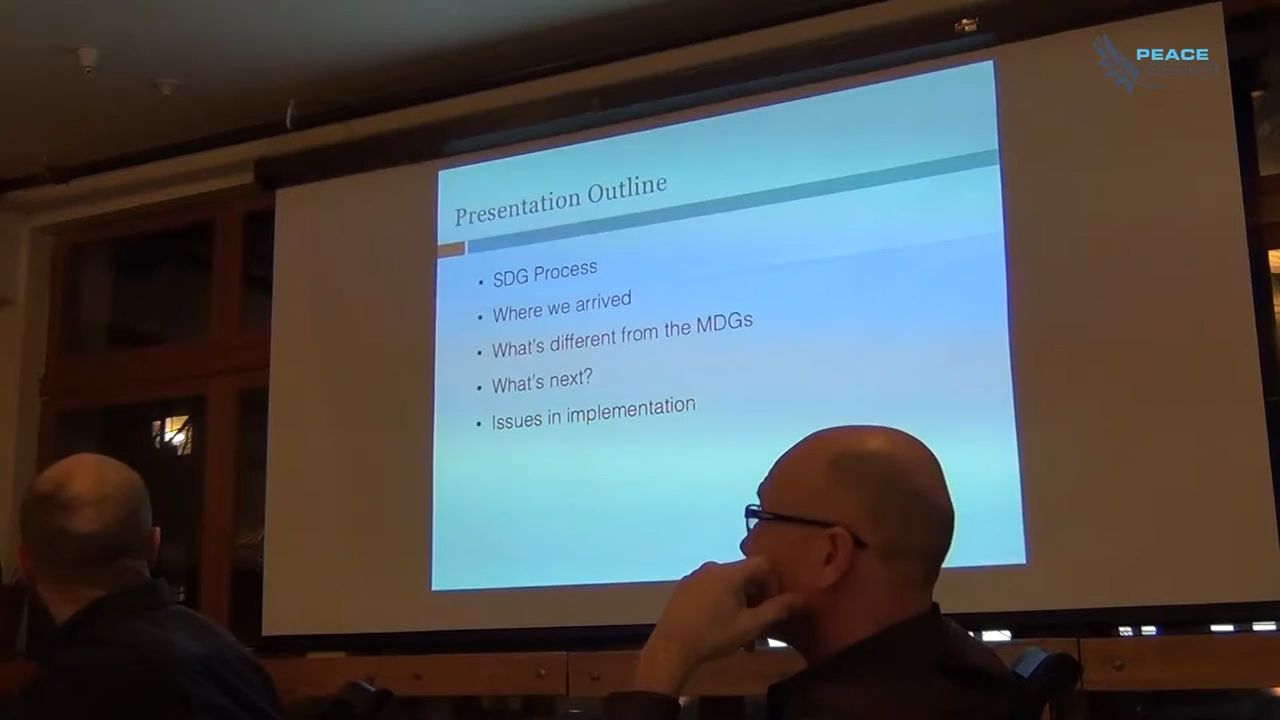 PEACE
Presentation Outline
• SDG Process
• Where we arrived
• What's different from the MDGs
• What's next?
• Issues in implementation